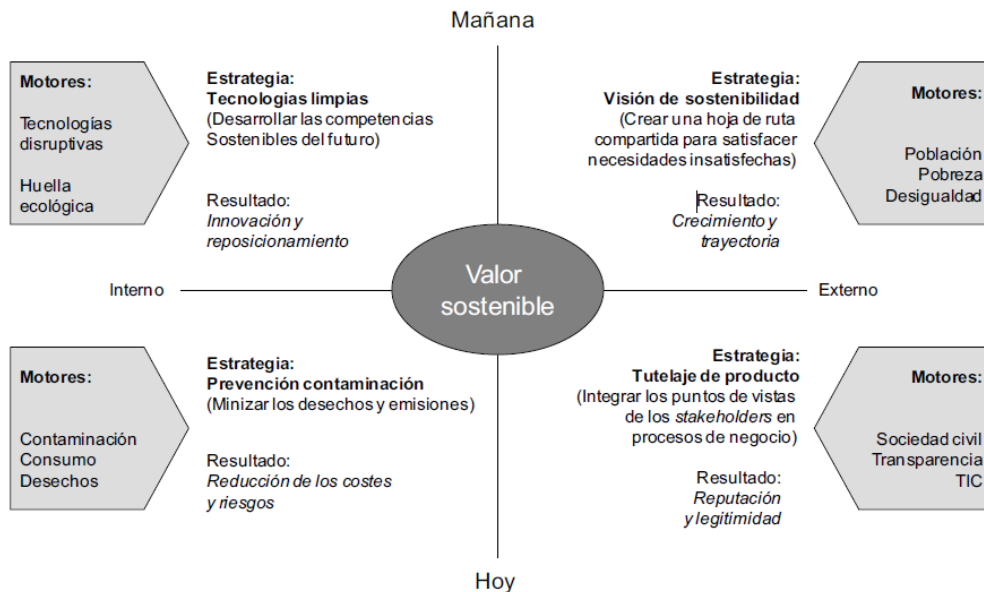 Mañana
Motores:
Tecnologías
disruptivas
Huella
ecológica
Estrategia:
Tecnologias limpias
(Desarrollar las competencias
Sostenibles del futuro)
Resultado:
Innovación y
reposicionamiento
Estrategia:
Visión de sostenibilidad
(Crear una hoja de ruta
compartida para satisfacer
necesidades insatisfechas)
Resultado:
Crecimiento y
trayectoria
Motores:
Población
Pobreza
Desigualdad
Interno
Valor
sostenible
Externo
Motores:
Contaminación
Consumo
Desechos
Estrategia:
Prevención contaminación
(Minizar los desechos y emisiones)
Resultado:
Reducción de los costes
y riesgos
Estrategia:
Tutelaje de producto
(Integrar los puntos de vistas
de los stakeholders en
procesos de negocio)
Resultado:
Reputación
y legitimidad
Motores:
Sociedad civil
Transparencia
TIC
Hoy